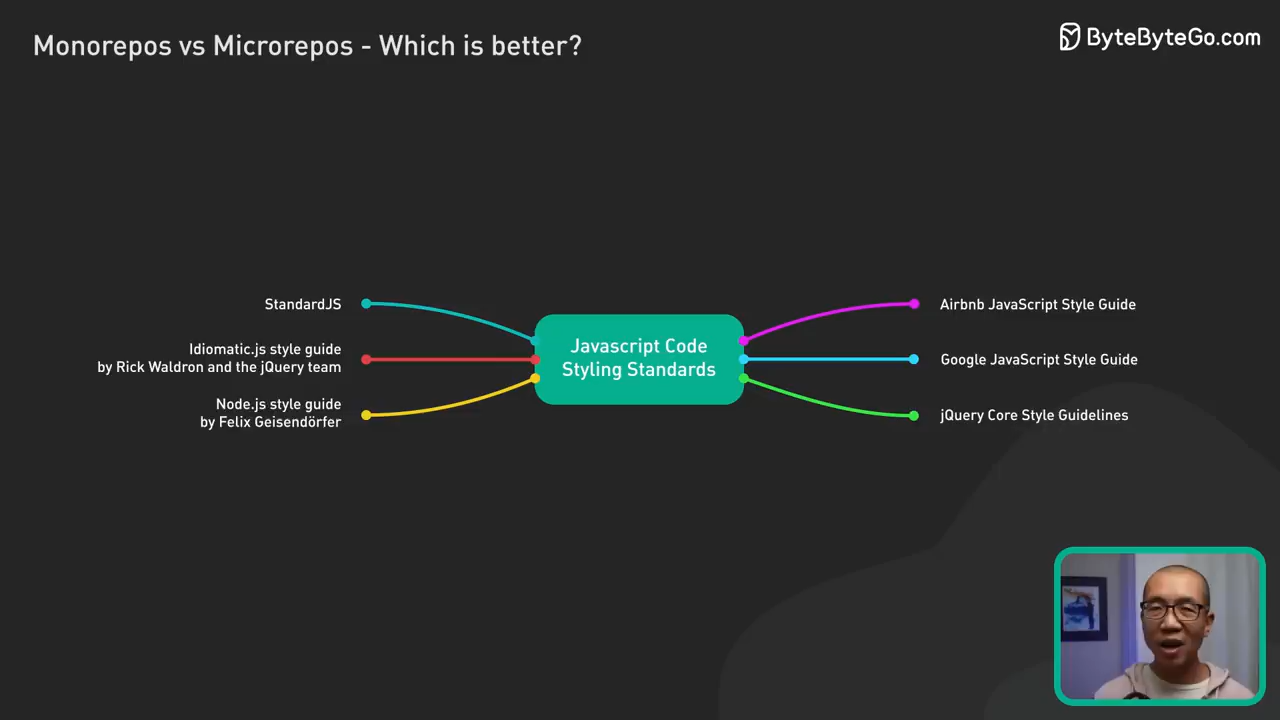 Monorepos vs Microrepos - Which is better?
ByteByteGo.com
StandardJS
Idiomatic.js style guide
by Rick Waldron and the jQuery team
Node.js style guide
by Felix Geisendörfer
Javascript Code
Styling Standards
Airbnb JavaScript Style Guide
Google JavaScript Style Guide
jQuery Core Style Guidelines